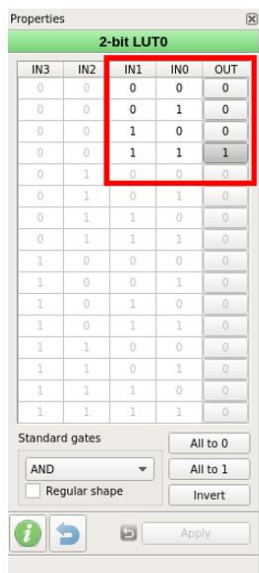 Properties
2-bit LUT0
IN3 IN2 IN1 IN0 OUT
0 0 0 0 0
0 0 0 1 0
0 0 1 0 0
0 0 1 1 1
0 1 0 0 0
0 1 0 1 0
0 1 1 0 0
0 1 1 1 0
1 0 0 0 0
1 0 0 1 0
1 0 1 0 0
1 0 1 1 0
1 1 0 0 0
1 1 0 1 0
1 1 1 0 0
1 1 1 1 0
Standard gates All to 0
AND All to 1
Regular shape Invert
Apply